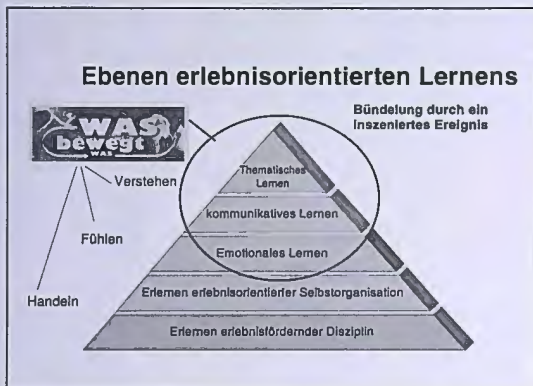 Ebenen erlebnisorientierten Lernens
Bündelung durch ein
inszeniertes Ereignis
WAS
bewegt
WAS
Verstehen
Fühlen
Handeln
Thematisches
Lernen
kommunikatives Lernen
Emotionales Lernen
Erlernen erlebnisorientierter Selbstorganisation
Erlernen erlebnisfördernder Disziplin